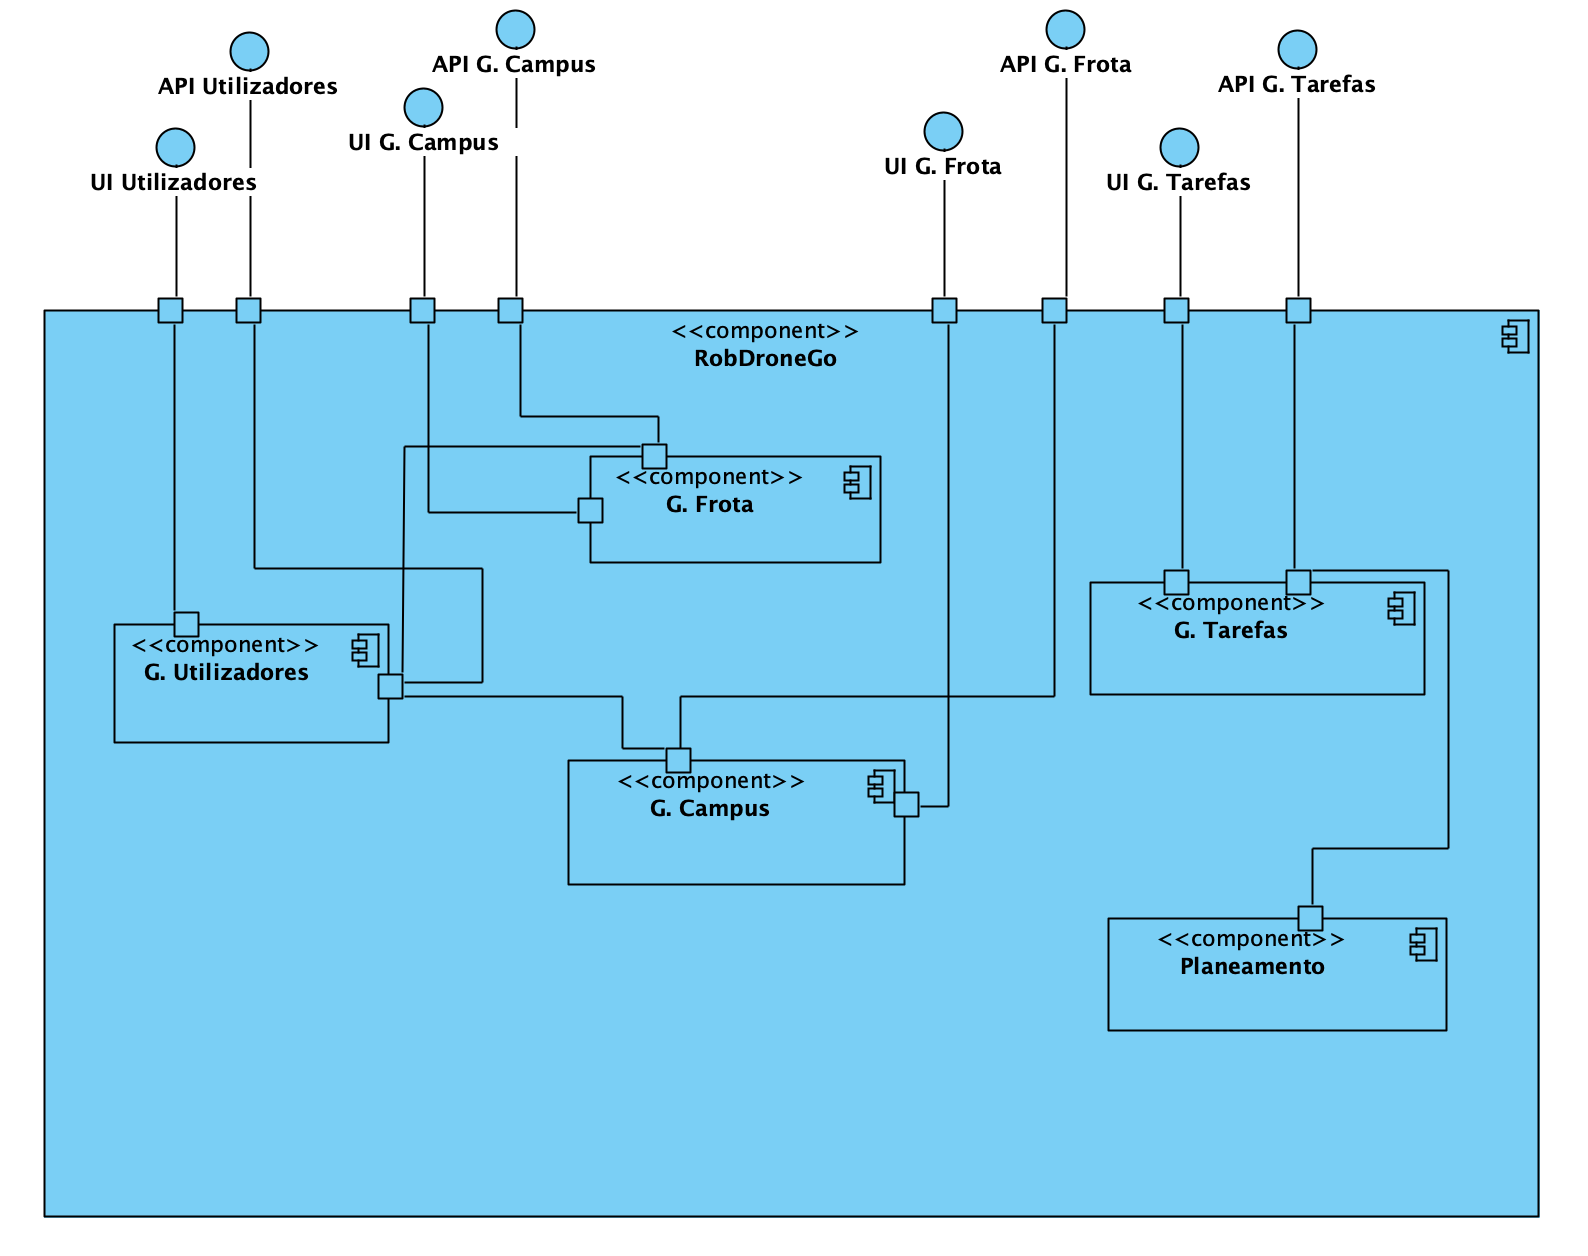 API G. Campus
API G. Frota
API Utilizadores
API G. Tarefas
UI G. Campus
UI G. Frota
UI Utilizadores
UI G. Tarefas
<<component>>
RobDroneGo
<<component>>
G. Frota
<<component>>
G. Tarefas
<<component>>
G. Utilizadores
<<component>>
G. Campus
<<component>>
Planeamento